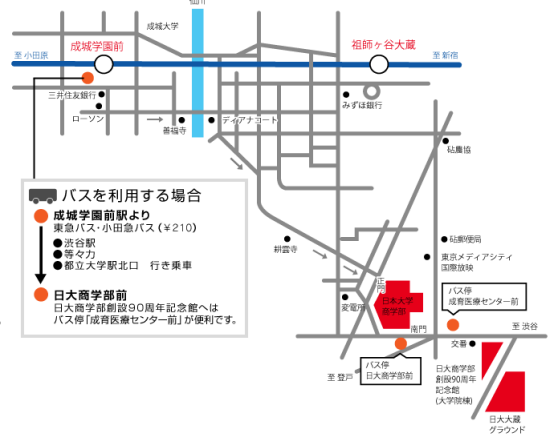 仙川
成城大学
成城学園前
祖師ヶ谷大蔵
至 小田原
至 新宿
三井住友銀行
ローソン
善福寺
ディアナコート
みずほ銀行
砧農協
バスを利用する場合
成城学園前駅より
東急バス・小田急バス（¥210）
●渋谷駅
●等々力
●都立大学駅北口　行き乗車
日大商学部前
日大商学部創設90周年記念館へは
バス停「成育医療センター前」が便利です。
耕雲寺
砧郵便局
東京メディアシティ
国際放映
正門
日本大学
商学部
変電所
南門
バス停
成育医療センター前
至 渋谷
交番
バス停
日大商学部前
至 登戸
日大商学部
創設90周年
記念館
(大学院棟)
日大大蔵
グラウンド